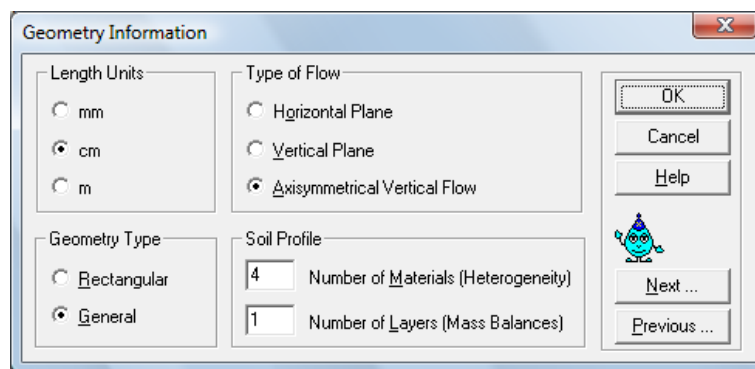 Geometry Information
Length Units
mm
cm
m
Type of Flow
Horizontal Plane
Vertical Plane
Axisymmetrical Vertical Flow
Geometry Type
Rectangular
General
Soil Profile
4 Number of Materials (Heterogeneity)
1 Number of Layers (Mass Balances)
OK
Cancel
Help
Next ...
Previous ...